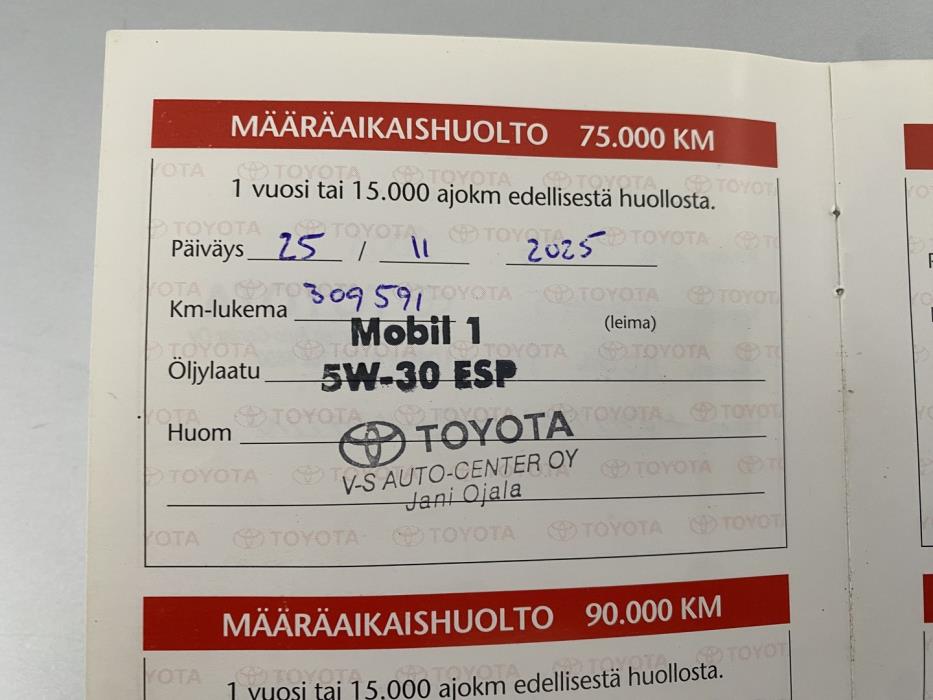 MÄÄRÄAIKAISHUOLTO 75.000 KM
1 vuosi tai 15.000 ajokm edellisestä huollosta.
Päiväys 25 / 11 2025
Km-lukema 309 591
(leima)
Mobil 1
Öljylaatu 5W-30 ESP
Huom TOYOTA
V-S AUTO-CENTER OY
Jani Ojala
MÄÄRÄAIKAISHUOLTO 90.000 KM
1 vuosi tai 15.000 ajokm edellisestä huollosta.